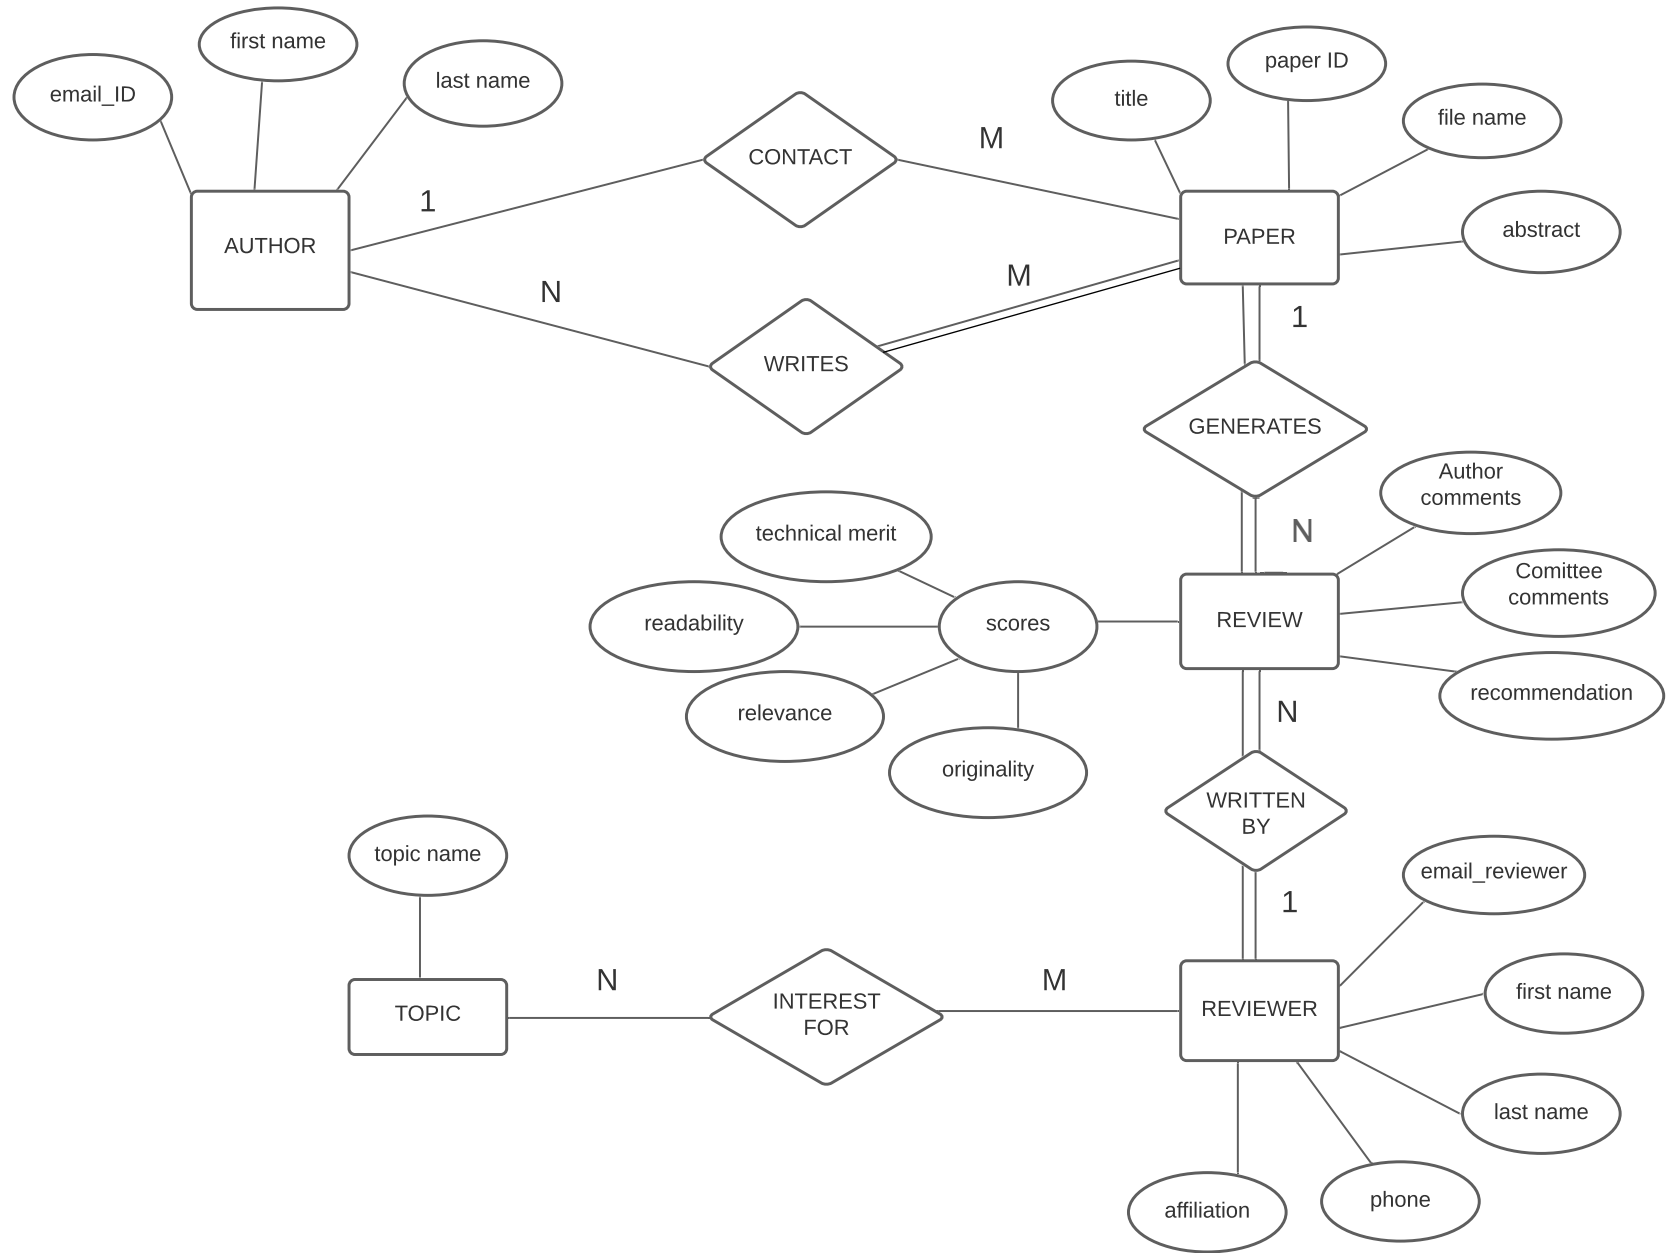 first name
last name
email_ID
title
paper ID
file name
abstract
CONTACT
M
1
AUTHOR
PAPER
N
M
WRITES
1
GENERATES
Author
comments
technical merit
N
Comittee
comments
readability
scores
REVIEW
recommendation
relevance
N
originality
WRITTEN
BY
topic name
email_reviewer
1
N
M
first name
TOPIC
INTEREST
FOR
REVIEWER
last name
affiliation
phone